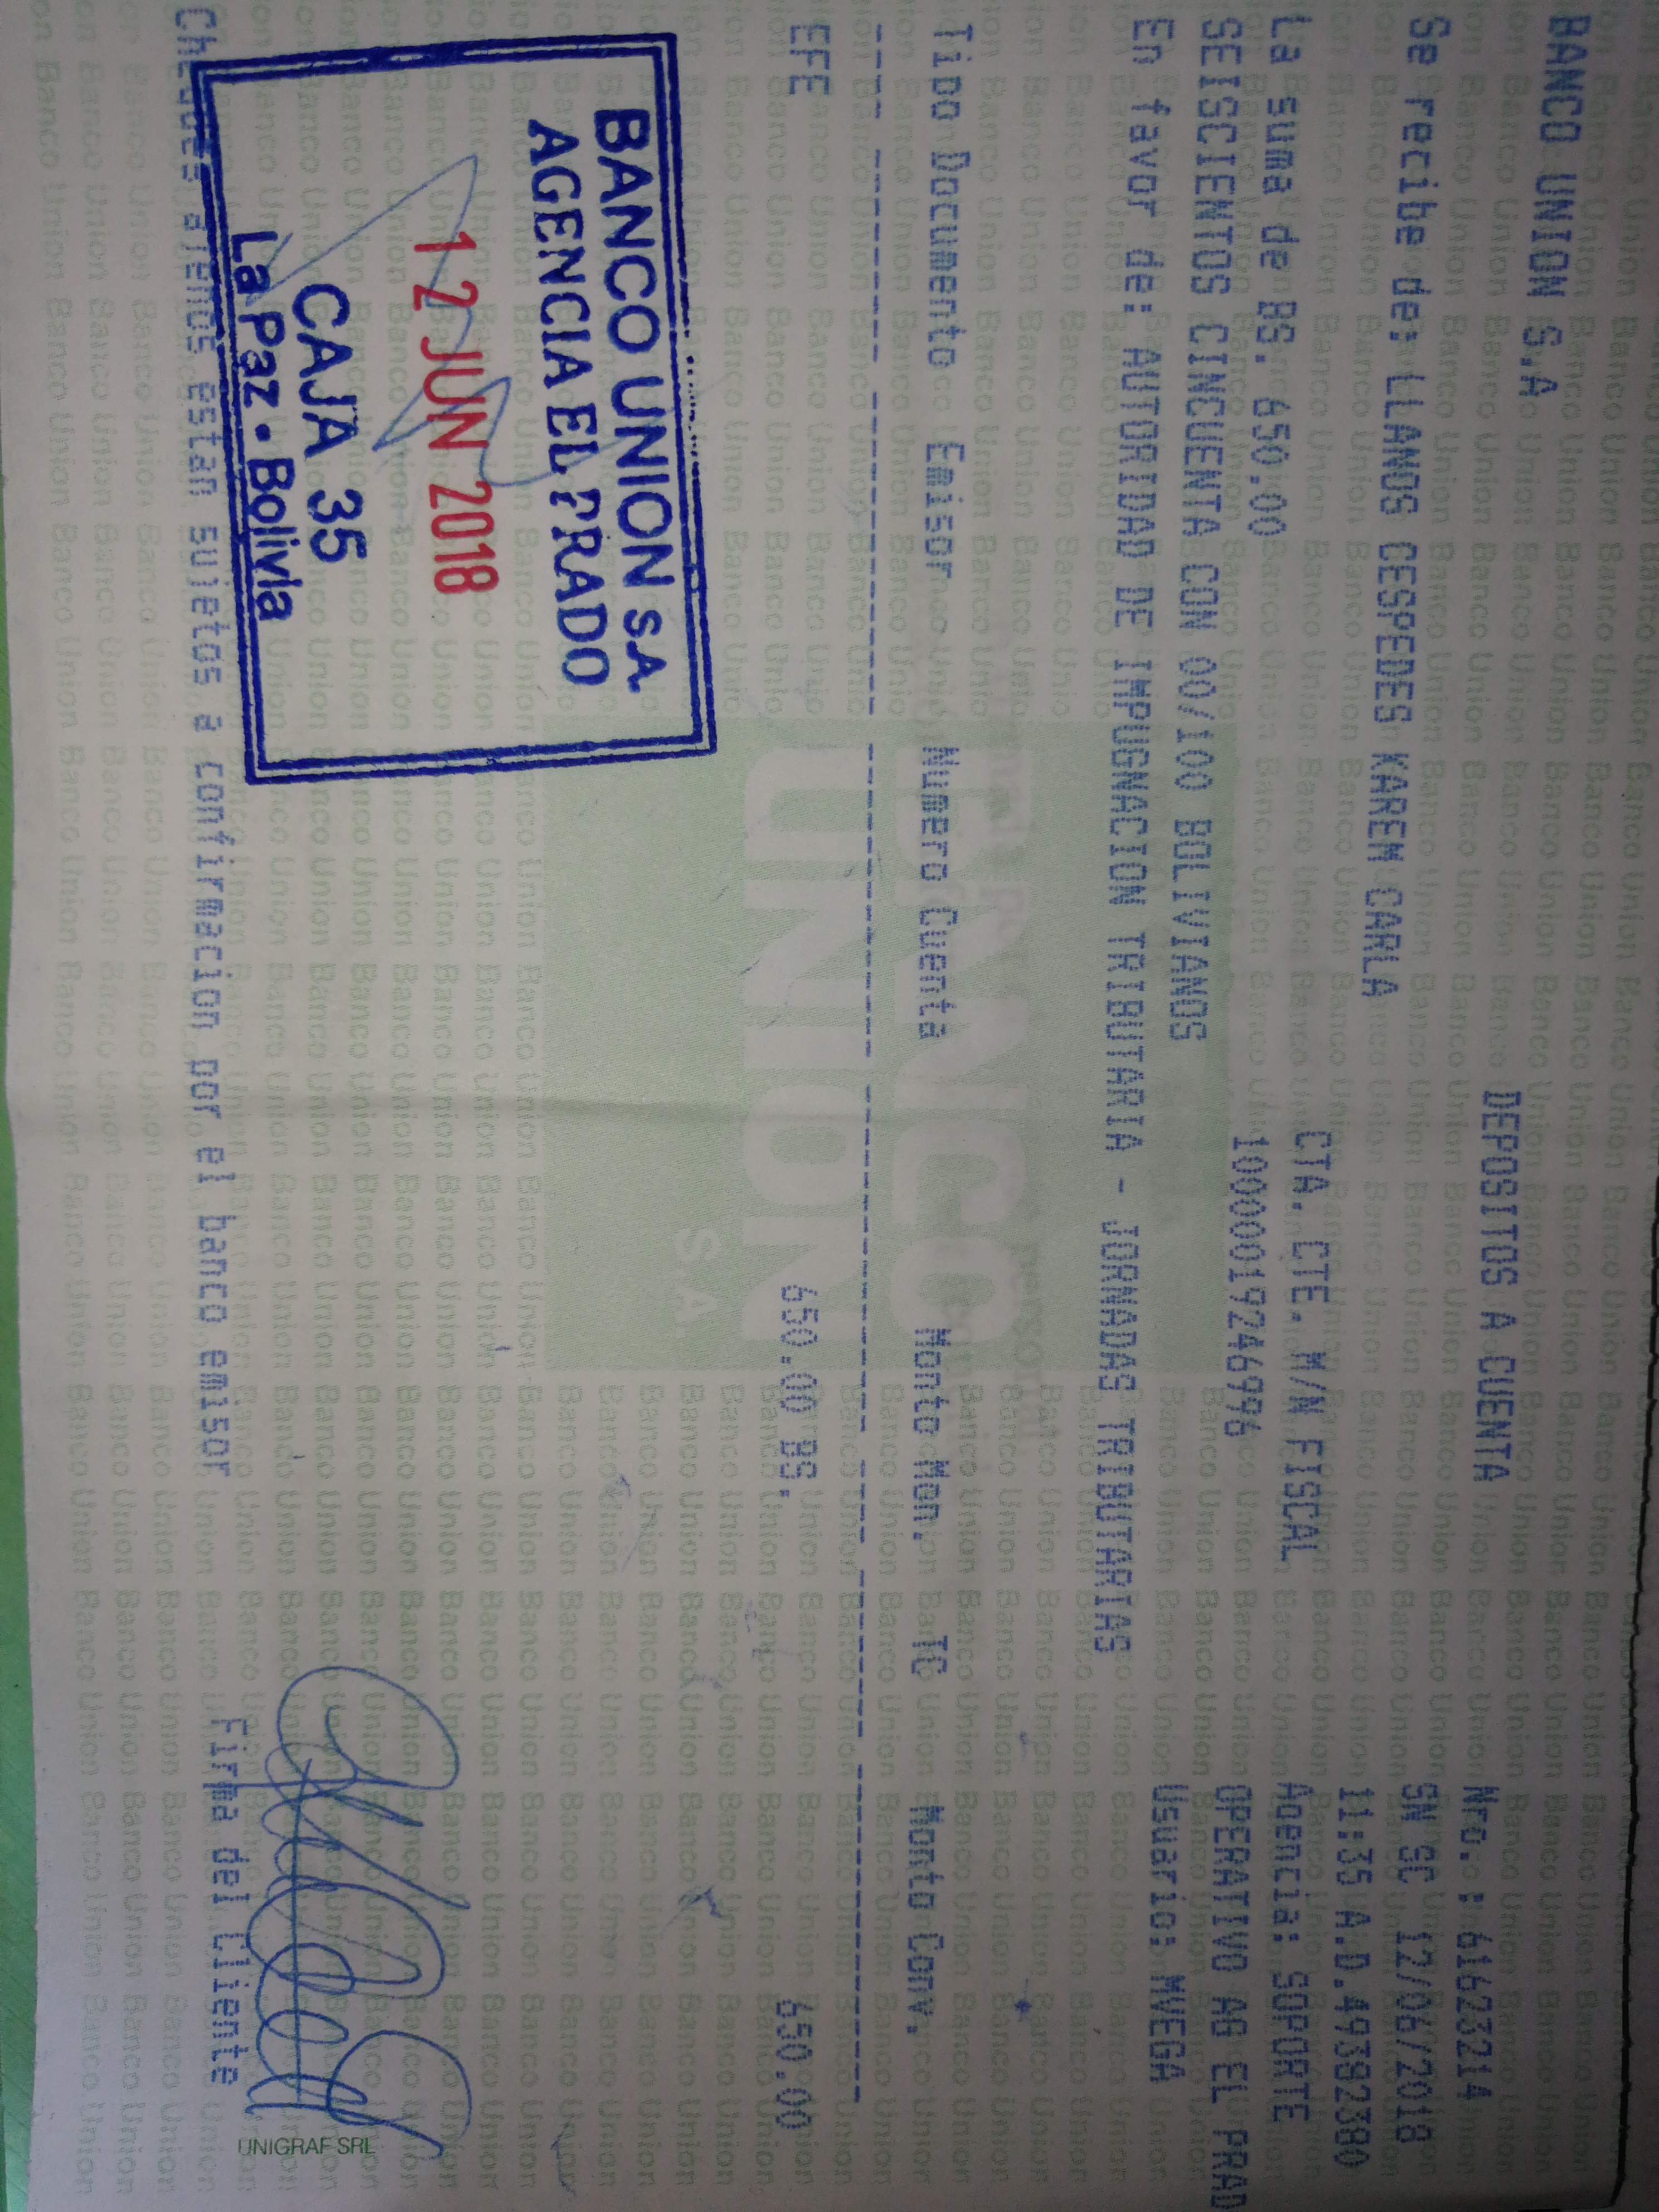 BANCO UNION S.A
DEPOSITOS A CUENTA
Nro. : 61623214
Se recibe de: LLANOS CESPEDES KAREN CARLA
SN SC 12/06/2018
11:35 A.D.49382380
La suma de BS. 650.00
CTA. CTE. M/N FISCAL
Agencia: SOPORTE
SEISCIENTOS CINCUENTA CON 00/100 BOLIVIANOS
10000019246996
OPERATIVO AG EL PRAD
En favor de: AUTORIDAD DE IMPUGNACION TRIBUTARIA - JORNADAS TRIBUTARIAS
Usuario: MVEGA
Tipo Documento Emisor Numero Cuenta Monto Mon. TC Monto Conv.
EFE 650.00 BS. 650.00
BANCO UNION S.A.
AGENCIA EL PRADO
12 JUN 2018
CAJA 35
La Paz - Bolivia
Cheques ajenos estan sujetos a confirmacion por el banco emisor
Firma del Cliente
UNIGRAF SRL
BANCO
UNION
S A